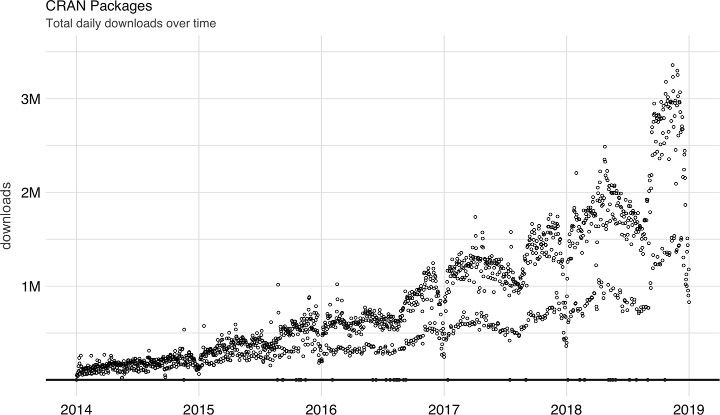 CRAN Packages
Total daily downloads over time
3M
2M
1M
downloads
2014 2015 2016 2017 2018 2019